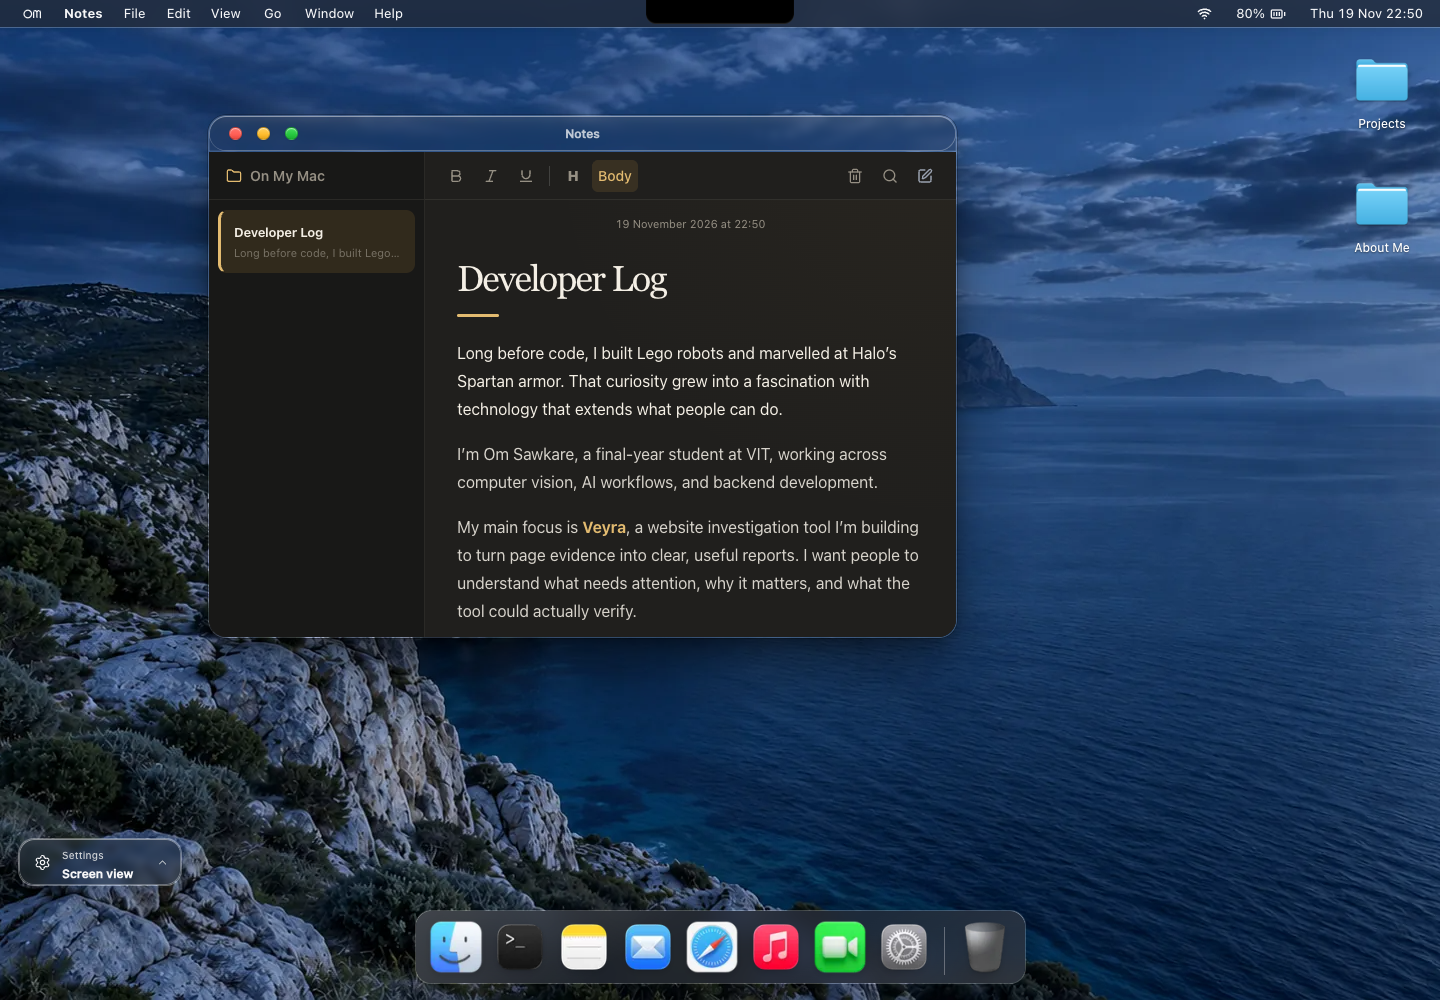 Om Notes File Edit View Go Window Help
80% Thu 19 Nov 22:50
Projects
About Me
Notes
On My Mac
B I U H Body
Developer Log
Long before code, I built Lego...
19 November 2026 at 22:50
Developer Log
Long before code, I built Lego robots and marvelled at Halo’s
Spartan armor. That curiosity grew into a fascination with
technology that extends what people can do.
I’m Om Sawkare, a final-year student at VIT, working across
computer vision, AI workflows, and backend development.
My main focus is Veyra, a website investigation tool I’m building
to turn page evidence into clear, useful reports. I want people to
understand what needs attention, why it matters, and what the
tool could actually verify.
Settings
Screen view
>_